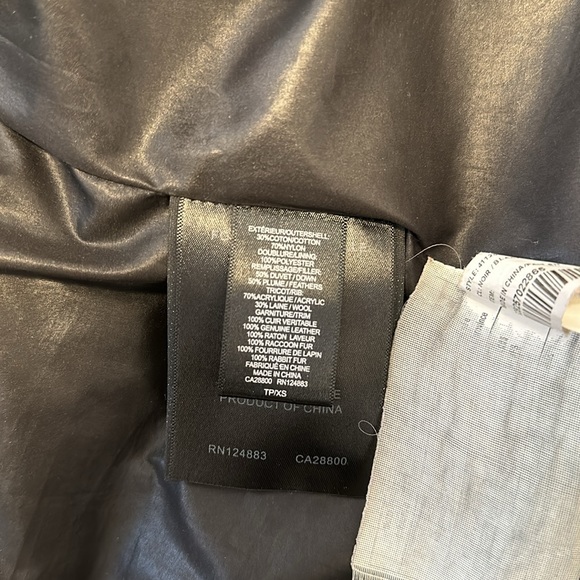 EXTÉRIEUR/OUTERSHELL
30%COTON/COTTON
70%NYLON
DOUBLURE/LINING:
100%POLYESTER
REMPLISSAGE/FILLER:
30% DUVET / DOWN
50% PLUME / FEATHERS
TRICOT/RIB:
70%ACRYLIQUE / ACRYLIC
30% LAINE / WOOL
GARNITURE/TRIM
100% CUIR VERITABLE
100% GENUINE LEATHER
100% RATON LAVEUR
100% RACCOON FUR
100% FOURRURE DE LAPIN
100% RABBIT FUR
FABRIQUÉ EN CHINE
MADE IN CHINA
CA28800 RN124883
TP/XS
PRODUCT OF CHINA
RN124883 CA28800